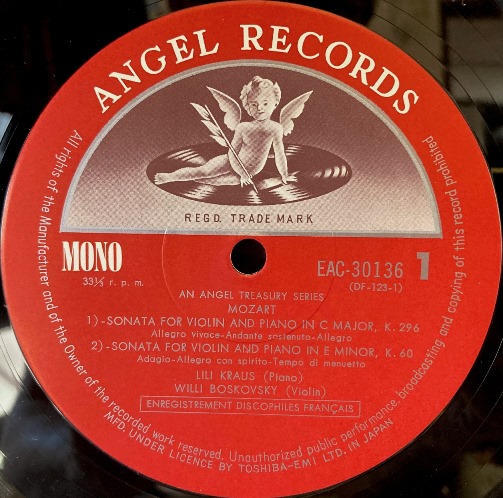 ANGEL RECORDS
REGD. TRADE MARK
MONO
33⅓ r. p. m.
EAC-30136 1
(DF-123-1)
AN ANGEL TREASURY SERIES
MOZART
1)-SONATA FOR VIOLIN AND PIANO IN C MAJOR, K. 296
Allegro vivace-Andante sostenuto-Allegro
2)-SONATA FOR VIOLIN AND PIANO IN E MINOR, K. 60
Adagio-Allegro con spirito-Tempo di menuetto
LILI KRAUS (Piano)
WILLI BOSKOVSKY (Violin)
ENREGISTREMENT DISCOPHILES FRANÇAIS
All rights of the Manufacturer and of the Owner of the recorded work reserved. Unauthorized public performance, broadcasting and copying of this record prohibited
MFD. UNDER LICENCE BY TOSHIBA-EMI LTD. IN JAPAN